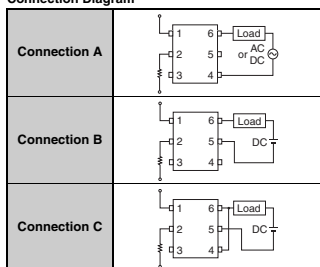 Connection Diagram
Connection A
1 6 Load
2 5 or AC DC
3 4
Connection B
1 6 Load
2 5 DC
3 4
Connection C
1 6 Load
2 5 DC
3 4